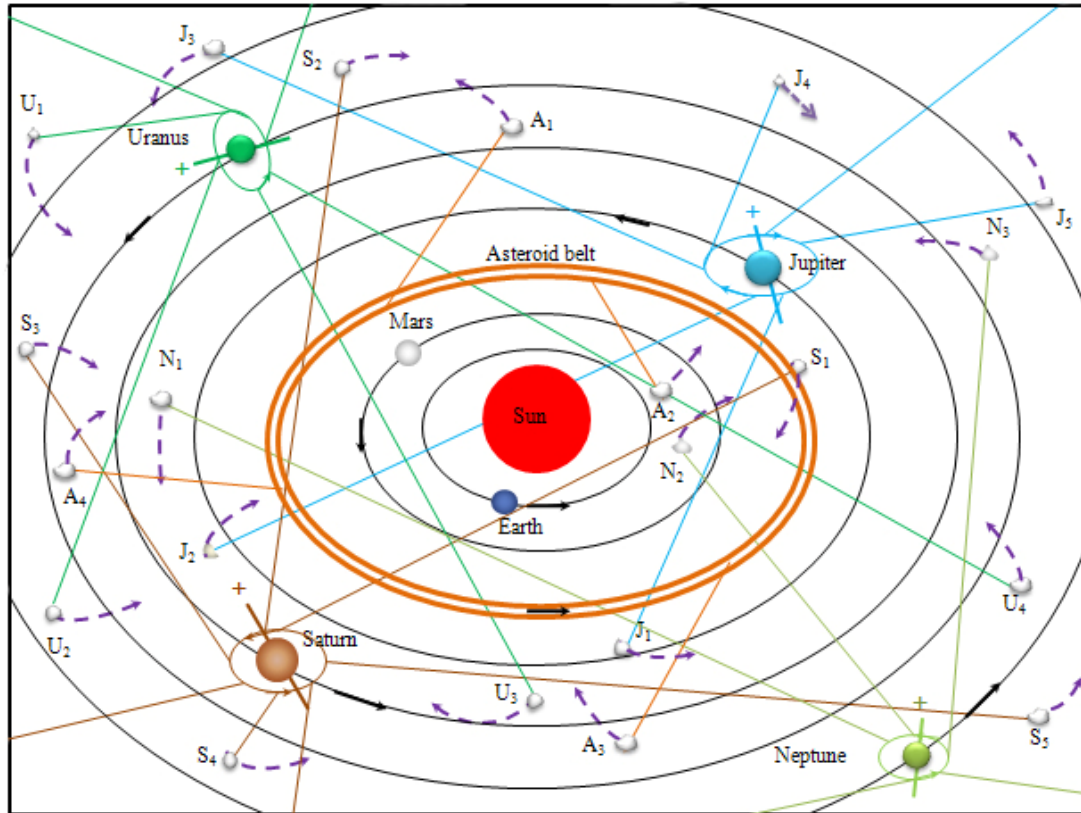 J3
S2
J4
U1
Uranus
A1
+
J5
+
N3
Asteroid belt
Jupiter
Mars
S3
N1
S1
A2
Sun
N2
A4
Earth
J2
+
U4
U2
Saturn
J1
U3
+
S5
S4
A3
Neptune